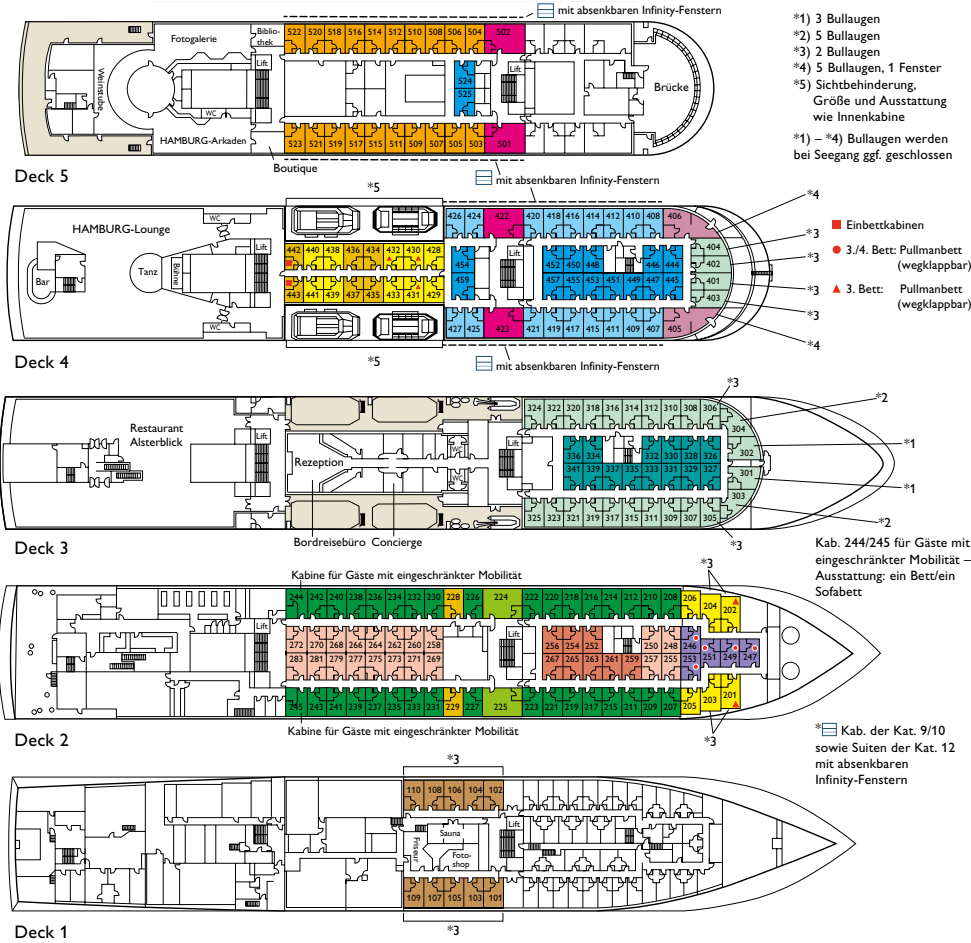 mit absenkbaren Infinity-Fenstern
Fotogalerie
Biblio-
thek
522 520 518 516 514 512 510 508 506 504 502
Lift
Lift
Weinstube
524
525
Brücke
WC
HAMBURG-Arkaden
523 521 519 517 515 511 509 507 505 503 501
Boutique
Deck 5
mit absenkbaren Infinity-Fenstern
*1) 3 Bullaugen
*2) 5 Bullaugen
*3) 2 Bullaugen
*4) 5 Bullaugen, 1 Fenster
*5) Sichtbehinderung,
Größe und Ausstattung
wie Innenkabine
*1) – *4) Bullaugen werden
bei Seegang ggf. geschlossen
*5
*4
*3
*3
*3
*3
*4
WC
HAMBURG-Lounge
426 424 422 420 418 416 414 412 410 408 406
Lift
Lift
442 440 438 436 434 432 430 428
404
402
454
452 450 448 446 444
Bar
Tanz
Bühne
459
457 455 453 451 449 447 445
401
443 441 439 437 435 433 431 429
403
WC
427 425 423 421 419 417 415 411 409 407 405
Deck 4
*5
mit absenkbaren Infinity-Fenstern
Einbettkabinen
3./4. Bett: Pullmanbett
(wegklappbar)
3. Bett: Pullmanbett
(wegklappbar)
*3
*2
*1
*1
*2
*3
324 322 320 318 316 314 312 310 308 306
304
Restaurant
Alsterblick
Lift
Lift
WC
WC
Rezeption
336 334 332 330 328 326
302
341 339 337 335 333 331 329 327
301
303
325 323 321 319 317 315 311 309 307 305
Bordreisebüro Concierge
Deck 3
Kab. 244/245 für Gäste mit
eingeschränkter Mobilität –
Ausstattung: ein Bett/ein
Sofabett
Kabine für Gäste mit eingeschränkter Mobilität
*3
244 242 240 238 236 234 232 230 228 226 224 222 220 218 216 214 212 210 208 206 204 202
Lift
Lift
272 270 268 266 264 262 260 258
256 254 252 250 248 246
283 281 279 277 275 273 271 269
267 265 263 261 259 257 255 253 251 249 247
245 243 241 239 237 235 233 231 229 227 225 223 221 219 217 215 211 209 207 205 203 201
Kabine für Gäste mit eingeschränkter Mobilität
*3
Deck 2
* Kab. der Kat. 9/10
sowie Suiten der Kat. 12
mit absenkbaren
Infinity-Fenstern
*3
110 108 106 104 102
Sauna
Lift
Friseur
Foto-
shop
109 107 105 103 101
*3
Deck 1